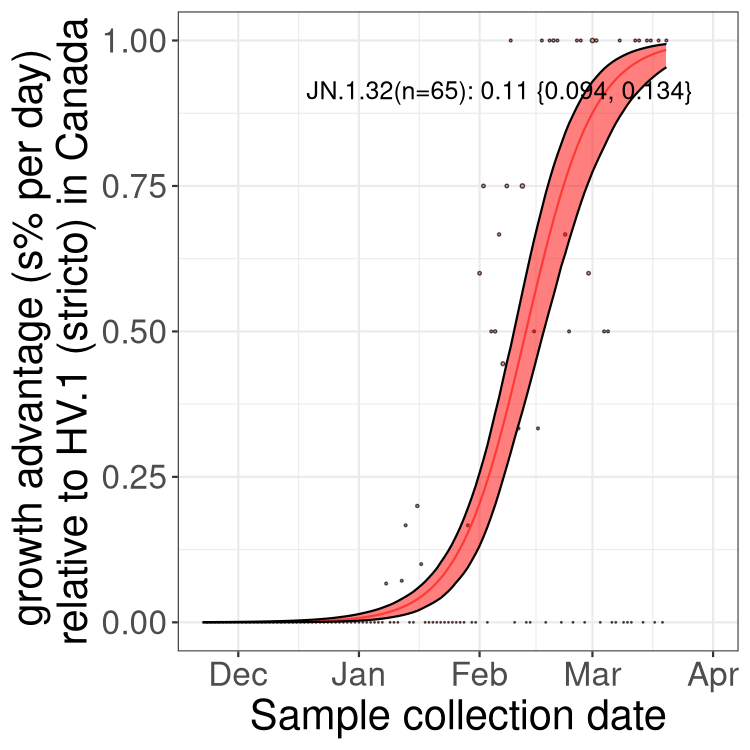 growth advantage (s% per day)
relative to HV.1 (stricto) in Canada
1.00
0.75
0.50
0.25
0.00
JN.1.32(n=65): 0.11 {0.094, 0.134}
Dec Jan Feb Mar Apr
Sample collection date